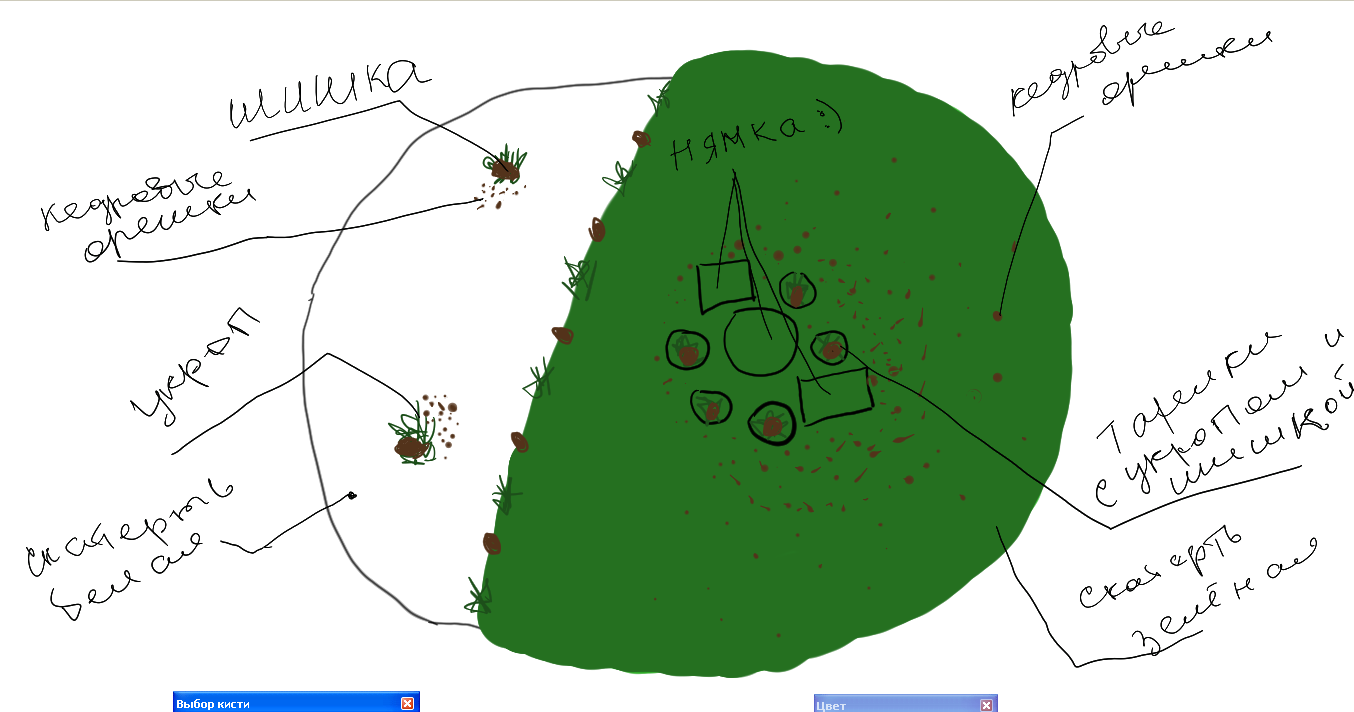 шишка
кедровые
орешки
укроп
скатерть
белая
нямка :)
кедровые
орешки
Тарелки
с укропом и
шишкой
скатерть
зелёная
Выбор кисти
Цвет